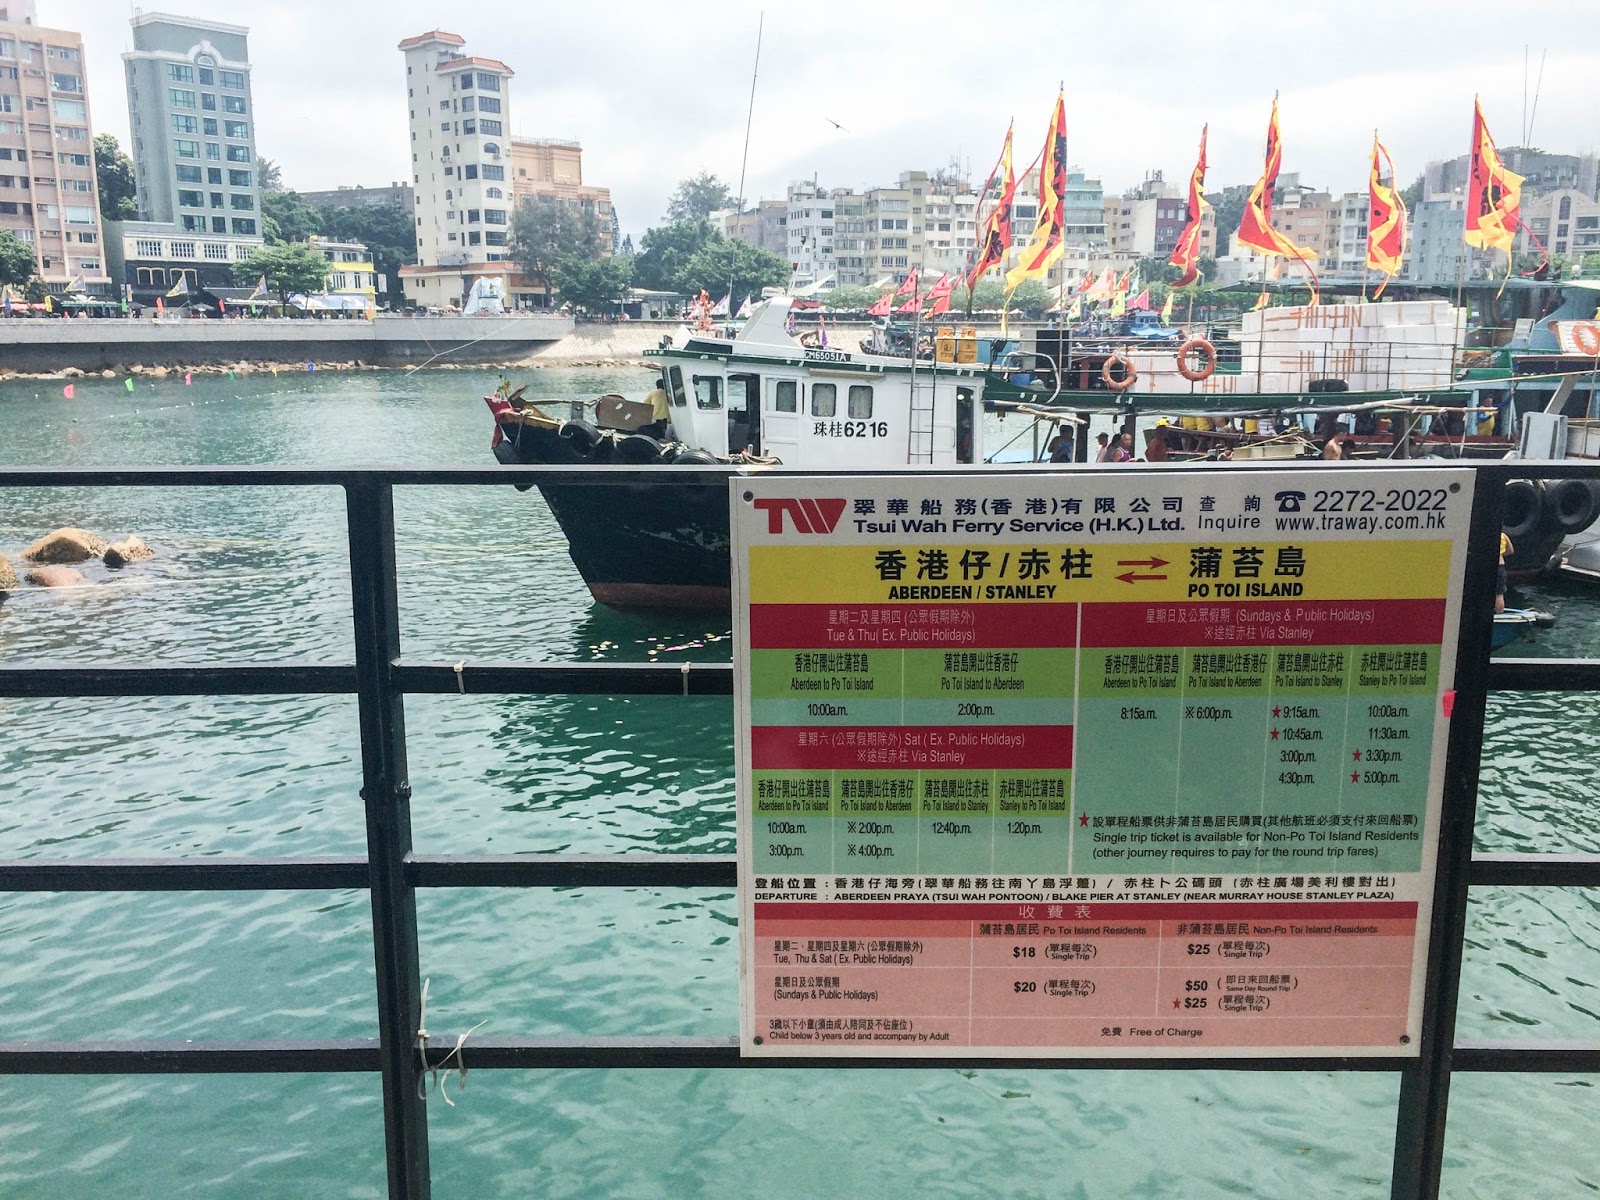 CM65051A
珠桂6216
TW
翠華船務(香港)有限公司 查詢 ☎ 2272-2022
Tsui Wah Ferry Service (H.K.) Ltd. Inquire www.traway.com.hk
香港仔/赤柱 ⇌ 蒲苔島
ABERDEEN / STANLEY PO TOI ISLAND
星期二及星期四 (公眾假期除外)
Tue & Thu( Ex. Public Holidays)
香港仔開出往蒲苔島 蒲苔島開出往香港仔
Aberdeen to Po Toi Island Po Toi Island to Aberdeen
10:00a.m. 2:00p.m.
星期六 (公眾假期除外) Sat ( Ex. Public Holidays)
※途經赤柱 Via Stanley
香港仔開出往蒲苔島 蒲苔島開出往香港仔 蒲苔島開出往赤柱 赤柱開出往蒲苔島
Aberdeen to Po Toi Island Po Toi Island to Aberdeen Po Toi Island to Stanley Stanley to Po Toi Island
10:00a.m. ※ 2:00p.m. 12:40p.m. 1:20p.m.
3:00p.m. ※ 4:00p.m.
星期日及公眾假期 (Sundays & Public Holidays)
※途經赤柱 Via Stanley
香港仔開出往蒲苔島 蒲苔島開出往香港仔 蒲苔島開出往赤柱 赤柱開出往蒲苔島
Aberdeen to Po Toi Island Po Toi Island to Aberdeen Po Toi Island to Stanley Stanley to Po Toi Island
8:15a.m. ※ 6:00p.m. ★ 9:15a.m. 10:00a.m.
★ 10:45a.m. 11:30a.m.
3:00p.m. ★ 3:30p.m.
4:30p.m. ★ 5:00p.m.
★ 設單程船票供非蒲苔島居民購買(其他航班必須支付來回船票)
Single trip ticket is available for Non-Po Toi Island Residents
(other journey requires to pay for the round trip fares)
登船位置 : 香港仔海旁(翠華船務往南丫島浮躉) / 赤柱卜公碼頭 (赤柱廣場美利樓對出)
DEPARTURE : ABERDEEN PRAYA (TSUI WAH PONTOON) / BLAKE PIER AT STANLEY (NEAR MURRAY HOUSE STANLEY PLAZA)
收費表
蒲苔島居民 Po Toi Island Residents 非蒲苔島居民 Non-Po Toi Island Residents
星期二、星期四及星期六 (公眾假期除外)
Tue, Thu & Sat ( Ex. Public Holidays)
$18 (單程每次 Single Trip) $25 (單程每次 Single Trip)
星期日及公眾假期
(Sundays & Public Holidays)
$20 (單程每次 Single Trip) $50 (即日來回船票 Same Day Round Trip)
★ $25 (單程每次 Single Trip)
3歲以下小童(須由成人陪同及不佔座位)
Child below 3 years old and accompany by Adult
免費 Free of Charge